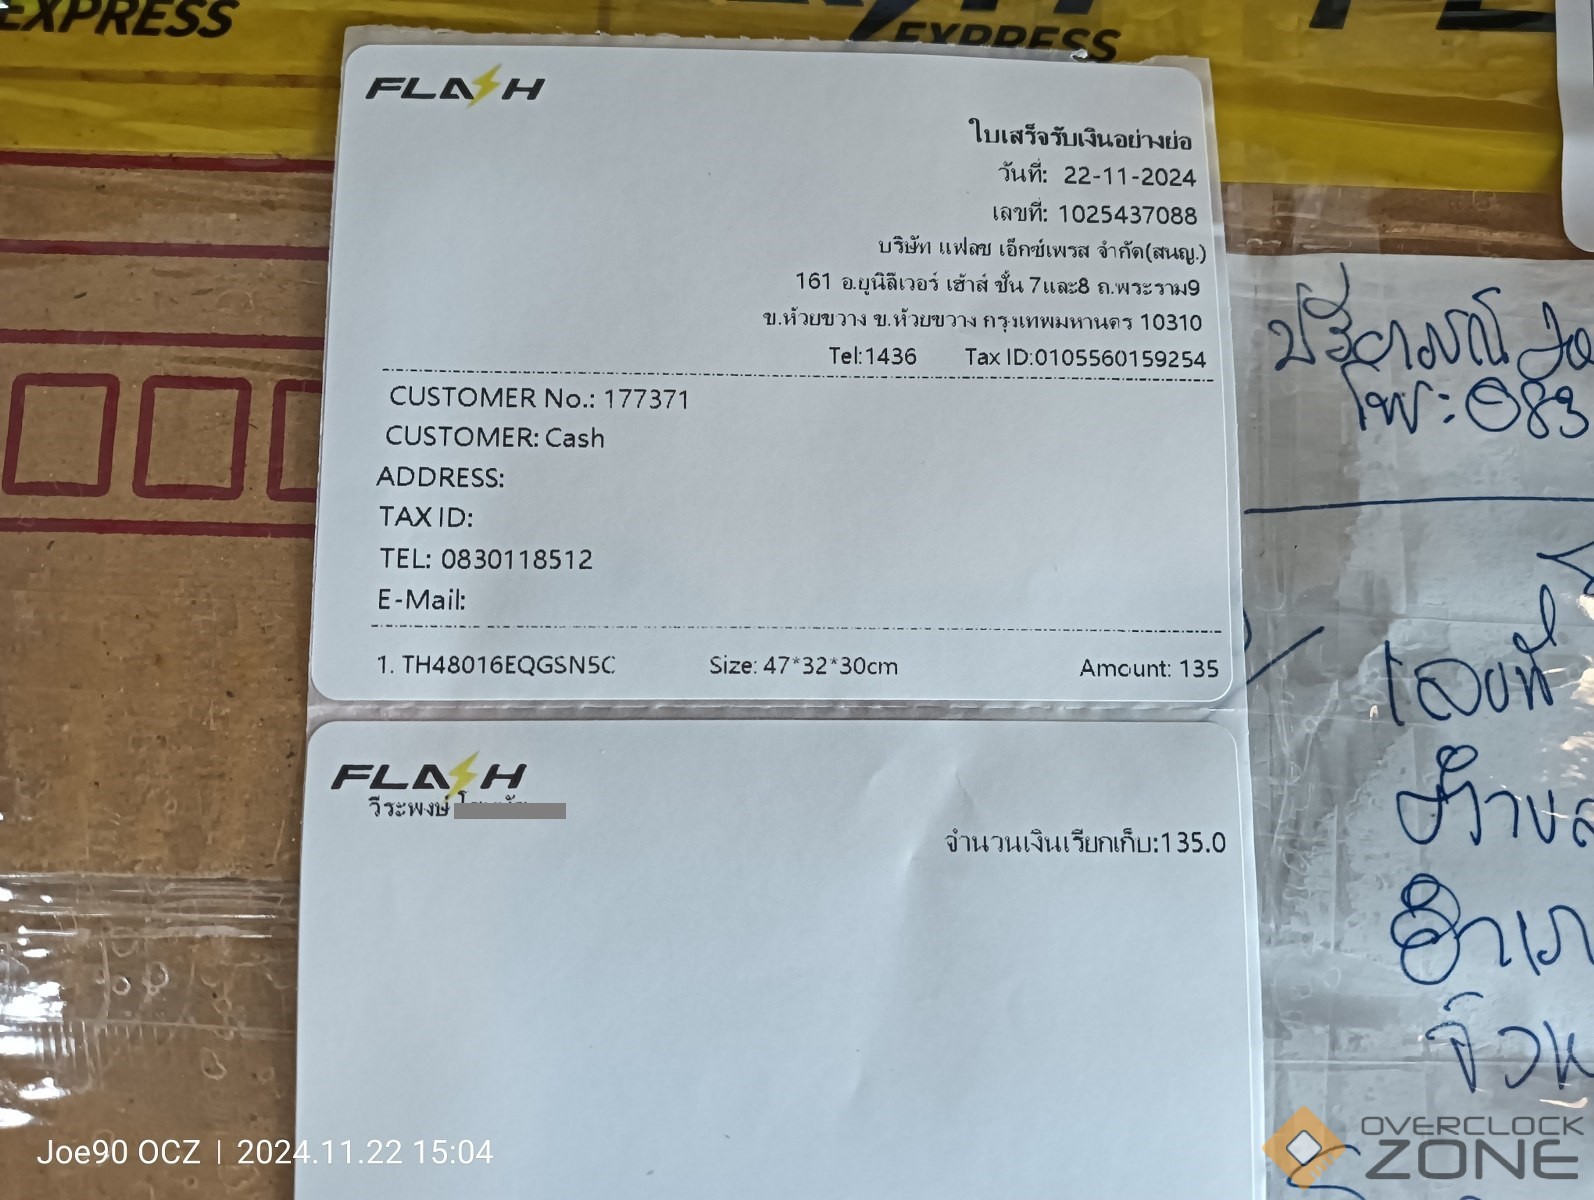 EXPRESS
EXPRESS
FLASH
ใบเสร็จรับเงินอย่างย่อ
วันที่: 22-11-2024
เลขที่: 1025437088
บริษัท แฟลช เอ็กซ์เพรส จำกัด(สนญ.)
161 อ.ยูนิลีเวอร์ เฮ้าส์ ชั้น 7และ8 ถ.พระราม9
ข.ห้วยขวาง ข.ห้วยขวาง กรุงเทพมหานคร 10310
Tel:1436 Tax ID:0105560159254
CUSTOMER No.: 177371
CUSTOMER: Cash
ADDRESS:
TAX ID:
TEL: 0830118512
E-Mail:
1. TH48016EQGSN5C Size: 47*32*30cm Amount: 135
FLASH
วีระพงษ์
จำนวนเงินเรียกเก็บ:135.0
โทร: 083
เลขที่
Joe90 OCZ | 2024.11.22 15:04
OVERCLOCK
ZONE